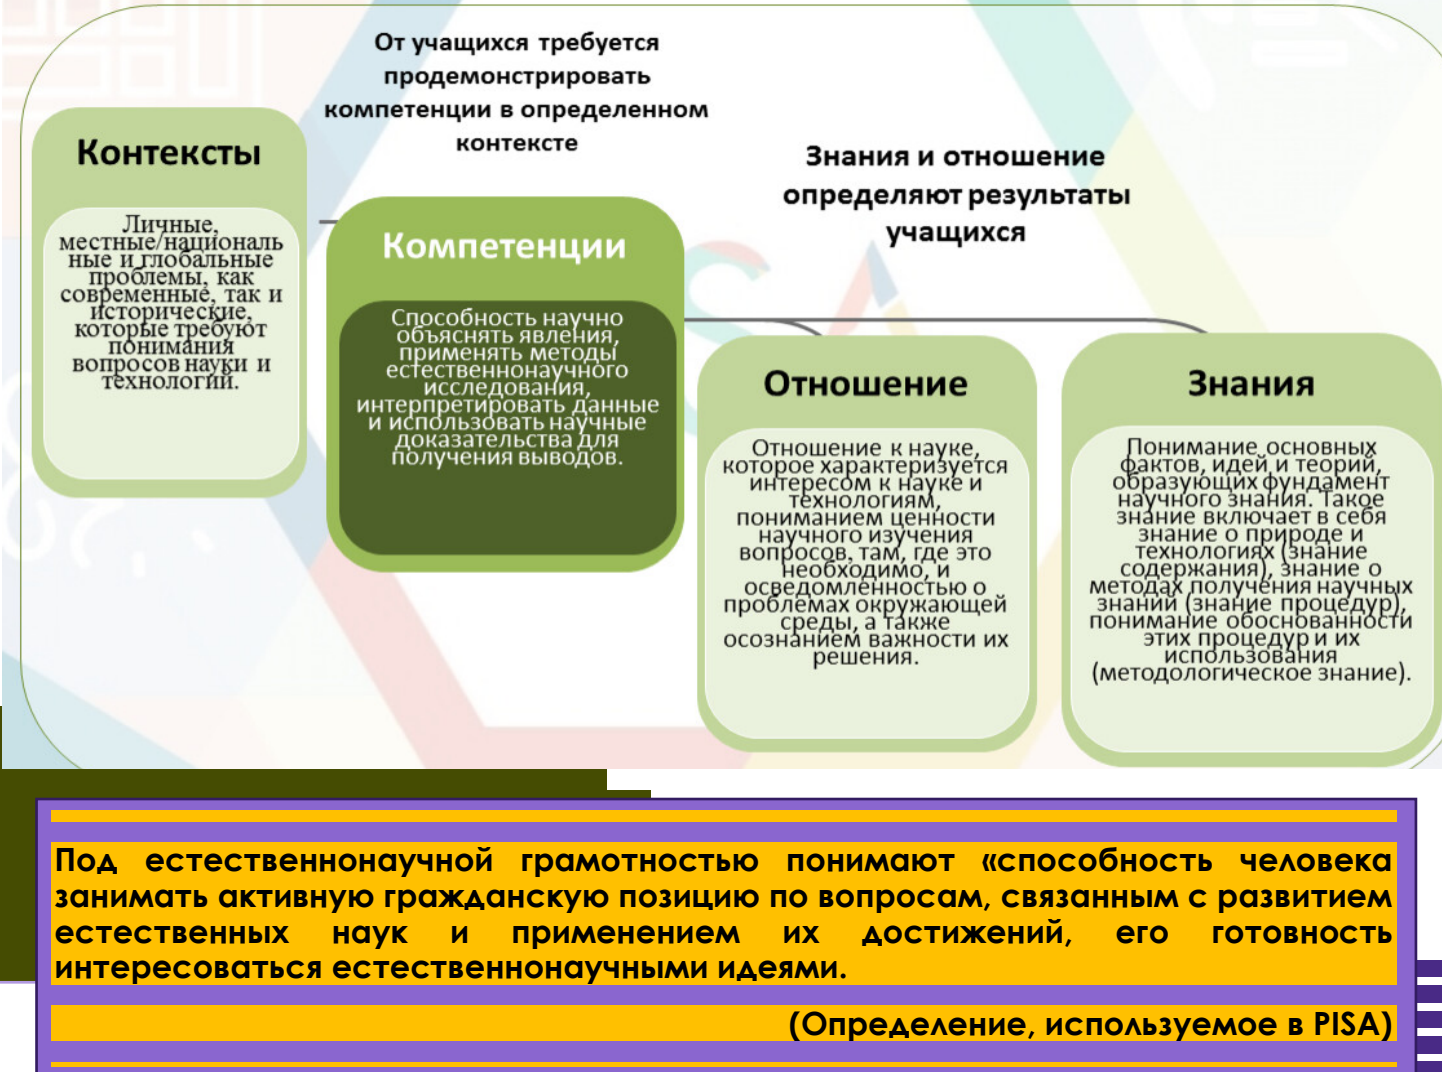 От учащихся требуется
продемонстрировать
компетенции в определенном
контексте
Контексты
Личные,
местные/националь
ные и глобальные
проблемы, как
современные, так и
исторические,
которые требуют
понимания
вопросов науки и
технологий.
Компетенции
Способность научно
объяснять явления,
применять методы
естественнонаучного
исследования,
интерпретировать данные
и использовать научные
доказательства для
получения выводов.
Знания и отношение
определяют результаты
учащихся
Отношение
Отношение к науке,
которое характеризуется
интересом к науке и
технологиям,
пониманием ценности
научного изучения
вопросов, там, где это
необходимо, и
осведомленностью о
проблемах окружающей
среды, а также
осознанием важности их
решения.
Знания
Понимание основных
фактов, идей и теорий,
образующих фундамент
научного знания. Такое
знание включает в себя
знание о природе и
технологиях (знание
содержания), знание о
методах получения научных
знаний (знание процедур),
понимание обоснованности
этих процедур и их
использования
(методологическое знание).
Под естественнонаучной грамотностью понимают «способность человека
занимать активную гражданскую позицию по вопросам, связанным с развитием
естественных наук и применением их достижений, его готовность
интересоваться естественнонаучными идеями.
(Определение, используемое в PISA)